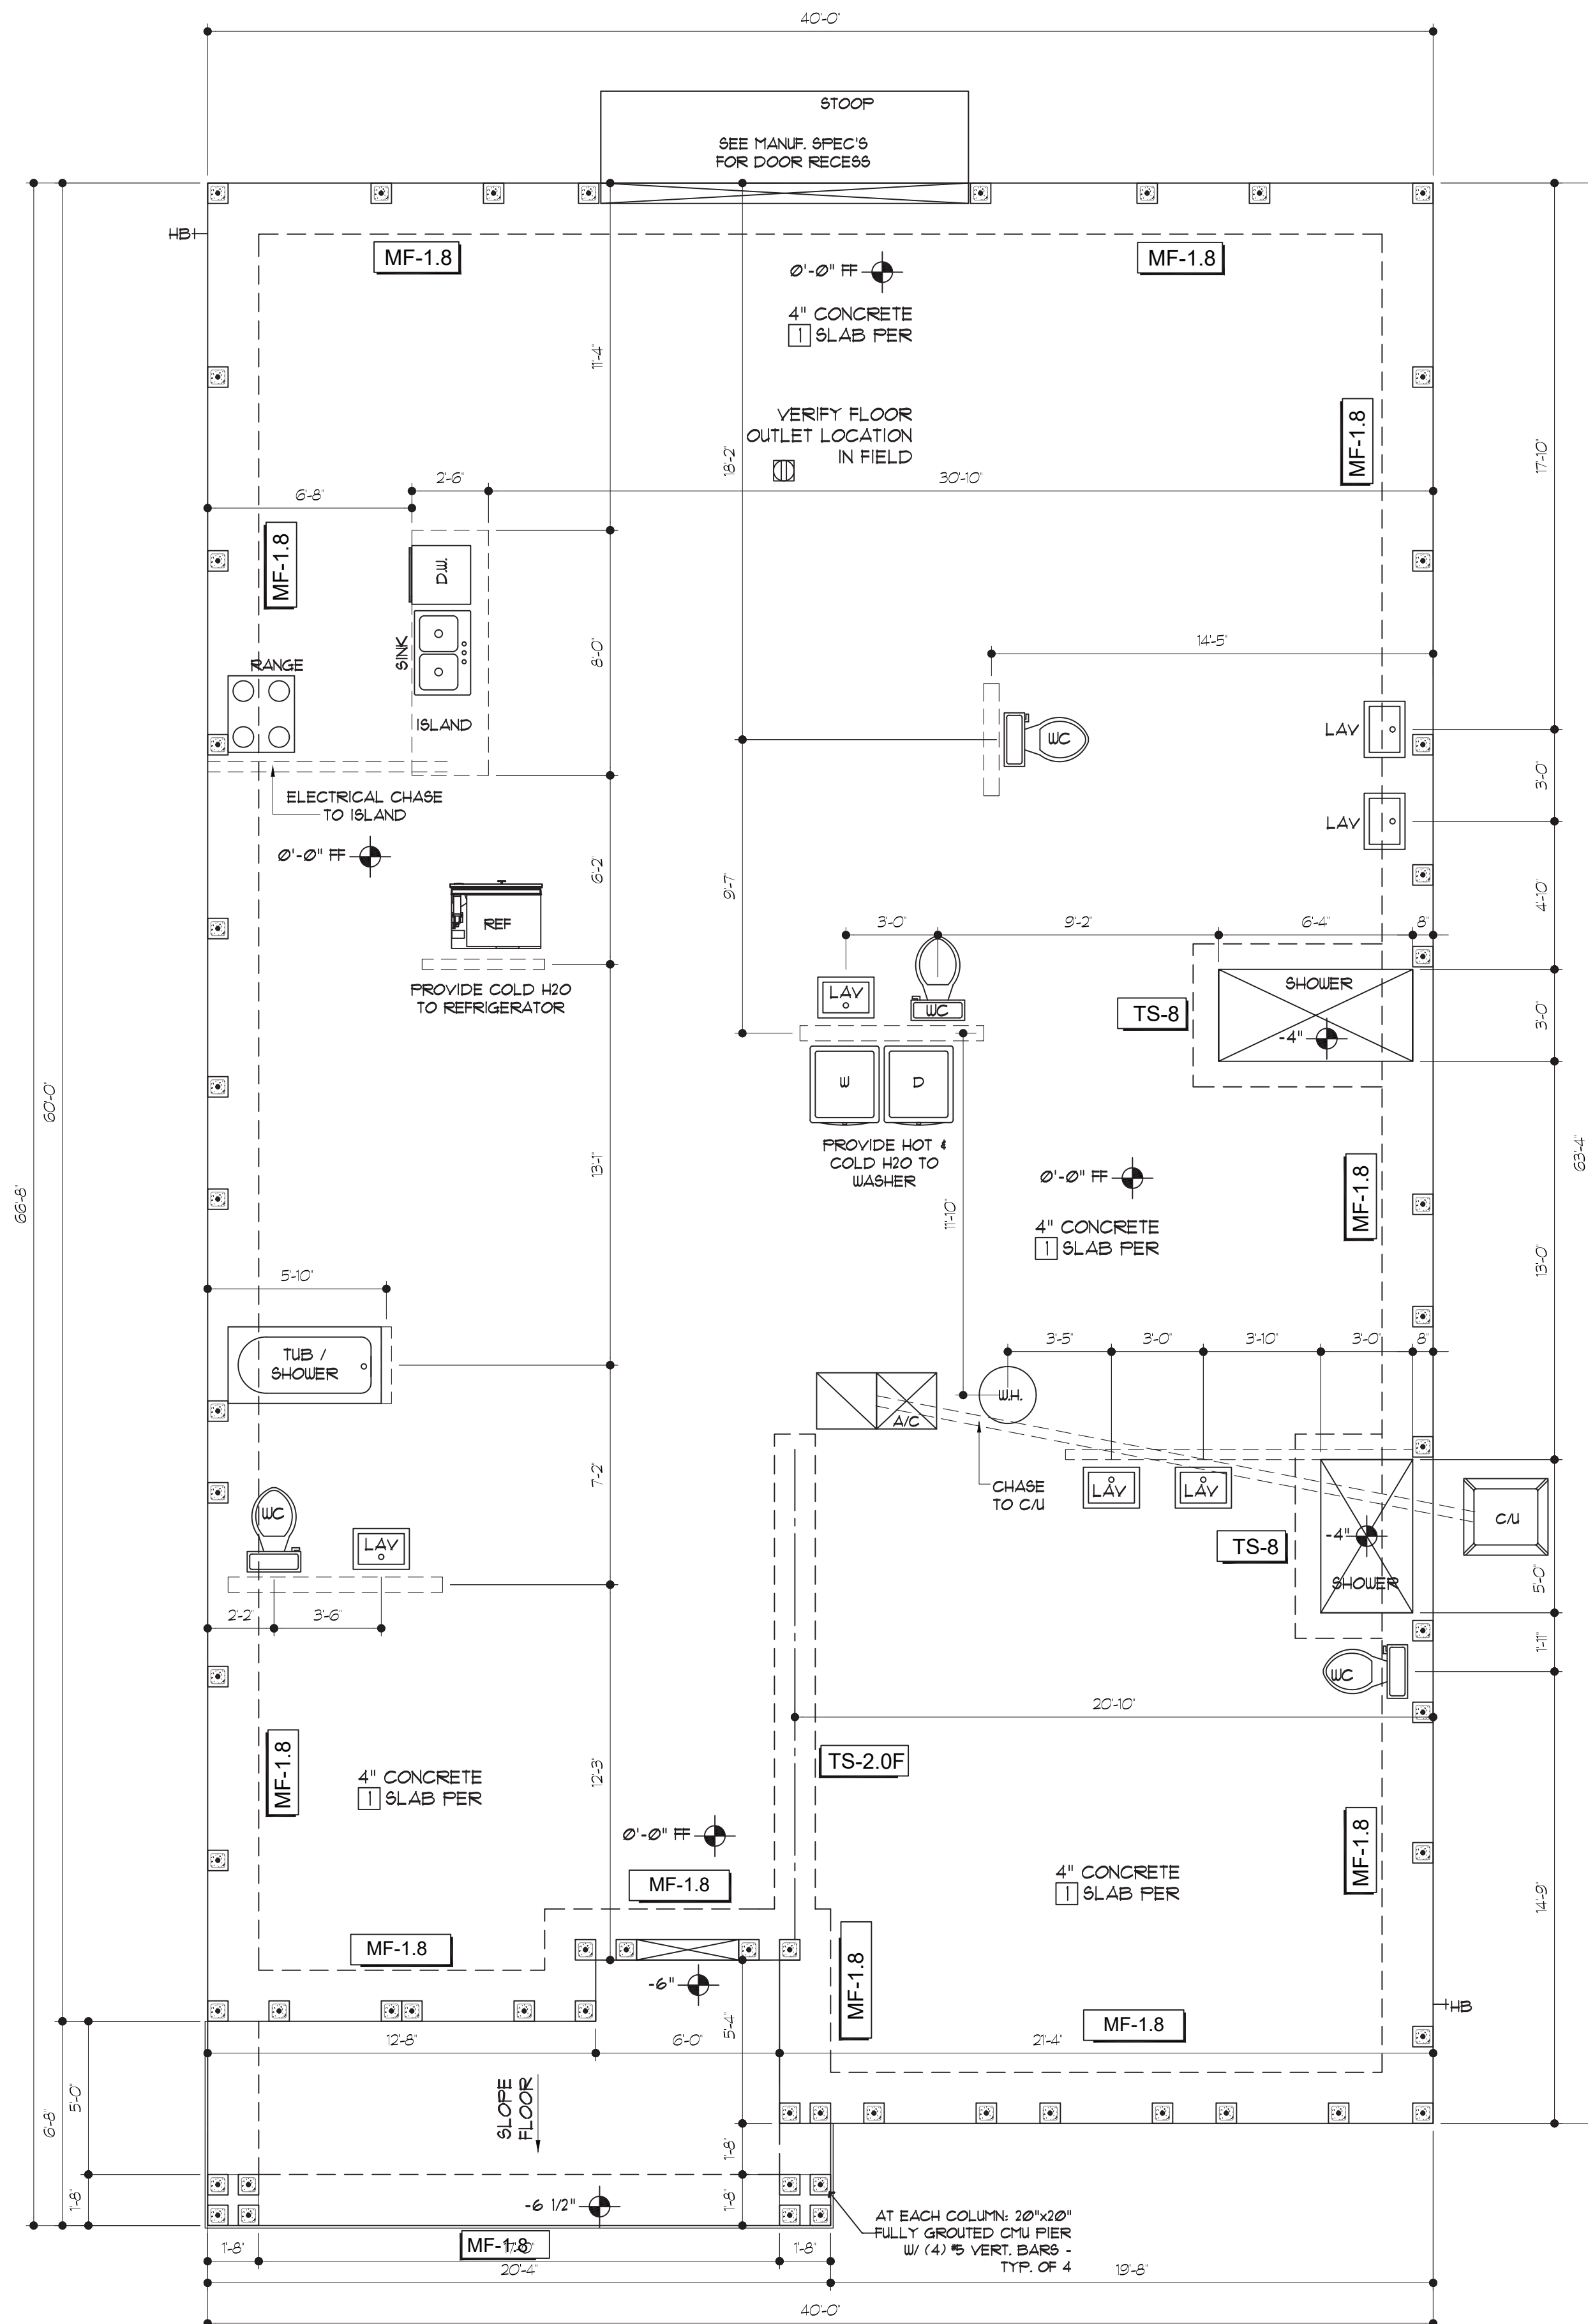 40'-0"
STOOP
SEE MANUF. SPEC'S
FOR DOOR RECESS
HB
MF-1.8
MF-1.8
Ø'-Ø" FF
4" CONCRETE
1 SLAB PER
11'-4"
VERIFY FLOOR
OUTLET LOCATION
IN FIELD
18'-2"
MF-1.8
17'-10"
2'-6"
6'-8"
30'-10"
MF-1.8
D.W.
SINK
RANGE
ISLAND
8'-0"
14'-5"
WC
LAV
3'-0"
LAV
ELECTRICAL CHASE
TO ISLAND
Ø'-Ø" FF
6'-2"
9'-7"
4'-10"
REF
PROVIDE COLD H2O
TO REFRIGERATOR
3'-0"
9'-2"
6'-4"
8"
LAV
WC
SHOWER
TS-8
-4"
3'-0"
W
D
PROVIDE HOT &
COLD H2O TO
WASHER
60'-0"
66'-8"
63'-4"
13'-1"
11'-10"
Ø'-Ø" FF
MF-1.8
4" CONCRETE
1 SLAB PER
13'-0"
5'-10"
TUB /
SHOWER
3'-5"
3'-0"
3'-10"
3'-0"
8"
W.H.
A/C
7'-2"
CHASE
TO C/U
LAV
LAV
C/U
WC
LAV
TS-8
-4"
SHOWER
5'-0"
2'-2"
3'-6"
1'-11"
WC
20'-10"
MF-1.8
4" CONCRETE
1 SLAB PER
12'-3"
TS-2.0F
Ø'-Ø" FF
MF-1.8
MF-1.8
4" CONCRETE
1 SLAB PER
14'-9"
MF-1.8
-6"
MF-1.8
HB
MF-1.8
12'-8"
6'-0"
5'-4"
21'-4"
SLOPE
FLOOR
5'-0"
6'-8"
1'-8"
1'-8"
-6 1/2"
1'-8"
AT EACH COLUMN: 20"x20"
FULLY GROUTED CMU PIER
W/ (4) #5 VERT. BARS -
TYP. OF 4
1'-8"
MF-1.8
1'-8"
20'-4"
19'-8"
40'-0"